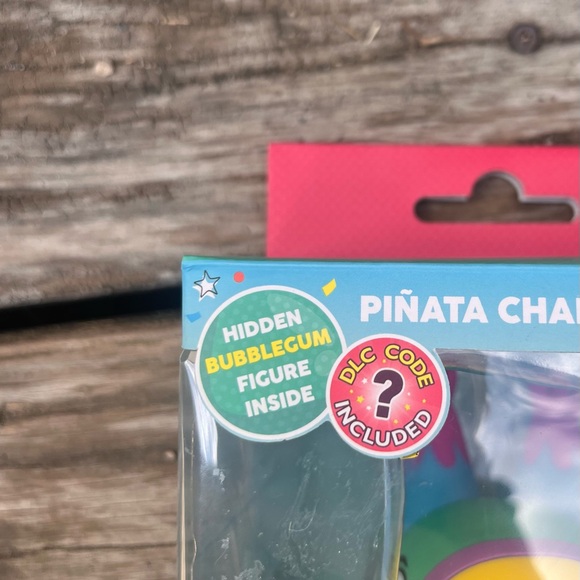 PIÑATA CHA
HIDDEN
BUBBLEGUM
FIGURE
INSIDE
DLC CODE
?
INCLUDED